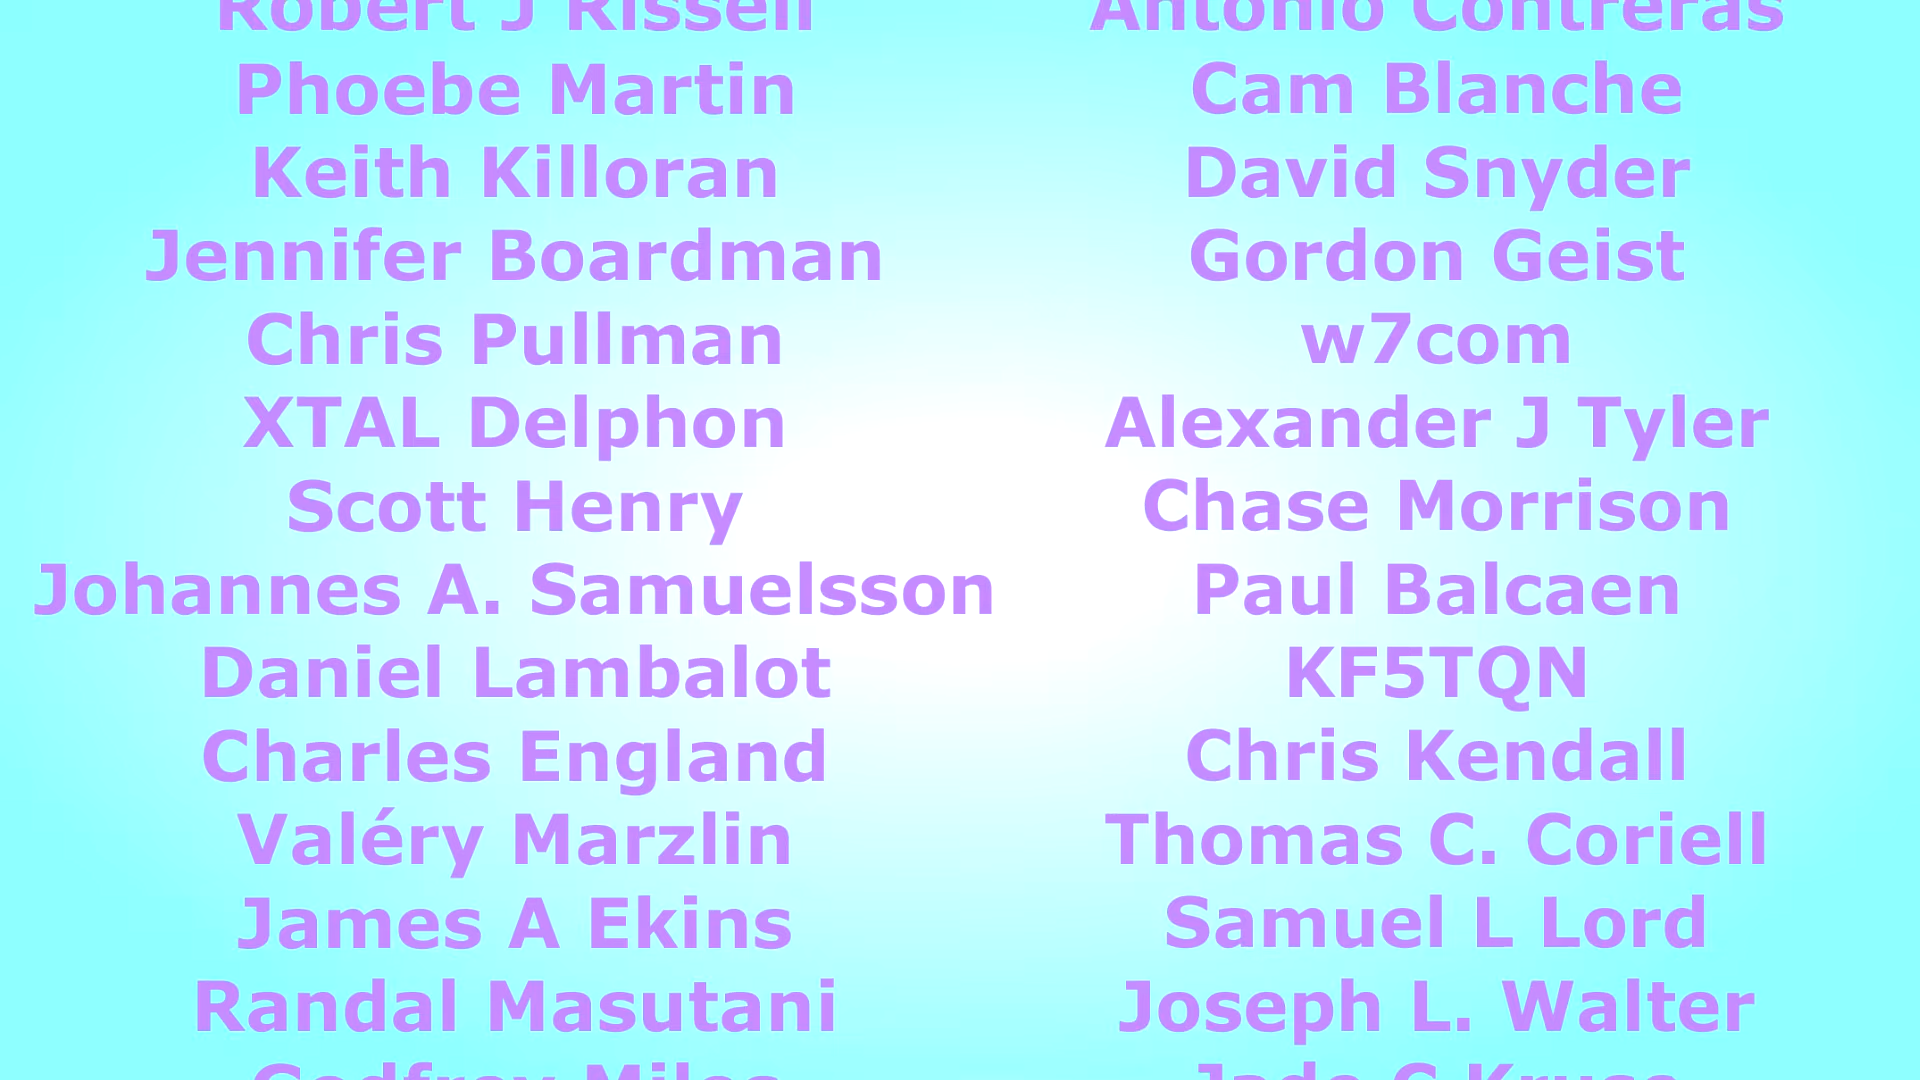 Robert J Rissell
Phoebe Martin
Keith Killoran
Jennifer Boardman
Chris Pullman
XTAL Delphon
Scott Henry
Johannes A. Samuelsson
Daniel Lambalot
Charles England
Valéry Marzlin
James A Ekins
Randal Masutani
Godfrey Miles
Antonio Contreras
Cam Blanche
David Snyder
Gordon Geist
w7com
Alexander J Tyler
Chase Morrison
Paul Balcaen
KF5TQN
Chris Kendall
Thomas C. Coriell
Samuel L Lord
Joseph L. Walter